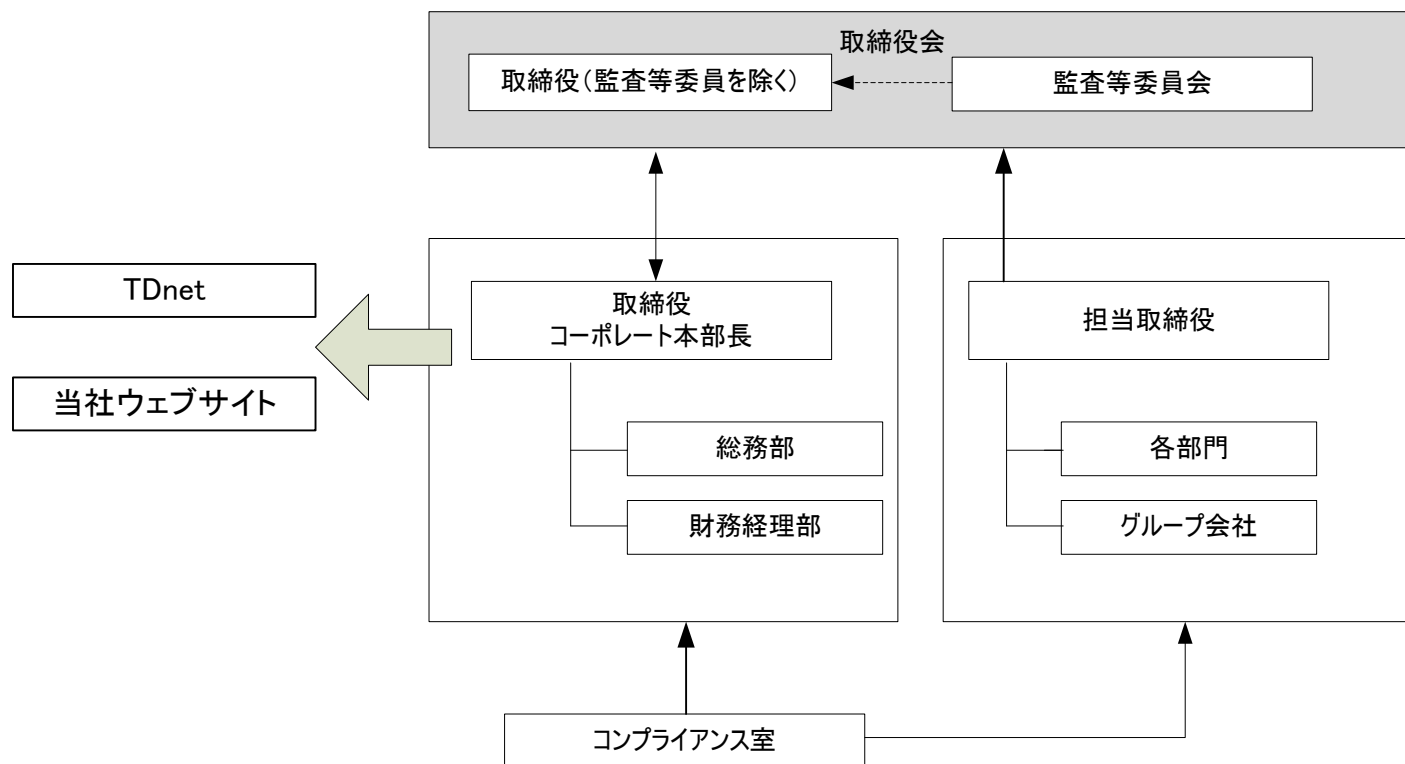 取締役会
取締役（監査等委員を除く）
監査等委員会
TDnet
当社ウェブサイト
取締役
コーポレート本部長
総務部
財務経理部
担当取締役
各部門
グループ会社
コンプライアンス室